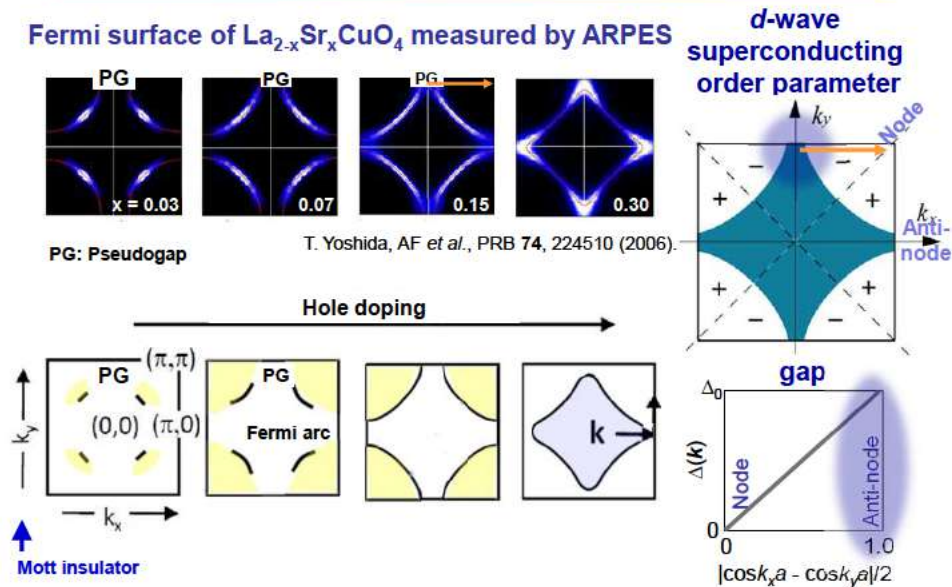 Fermi surface of La2-xSrxCuO4 measured by ARPES
PG
PG
PG
x = 0.03
0.07
0.15
0.30
PG: Pseudogap
T. Yoshida, AF et al., PRB 74, 224510 (2006).
d-wave
superconducting
order parameter
ky
Node
kx
Anti-
node
− −
+ +
+ +
− −
Hole doping
PG
(π,π)
(0,0)
(π,0)
ky
kx
PG
Fermi arc
k
Mott insulator
gap
Δ0
Δ(k)
0
Node
Anti-node
0
1.0
|coskxa - coskya|/2